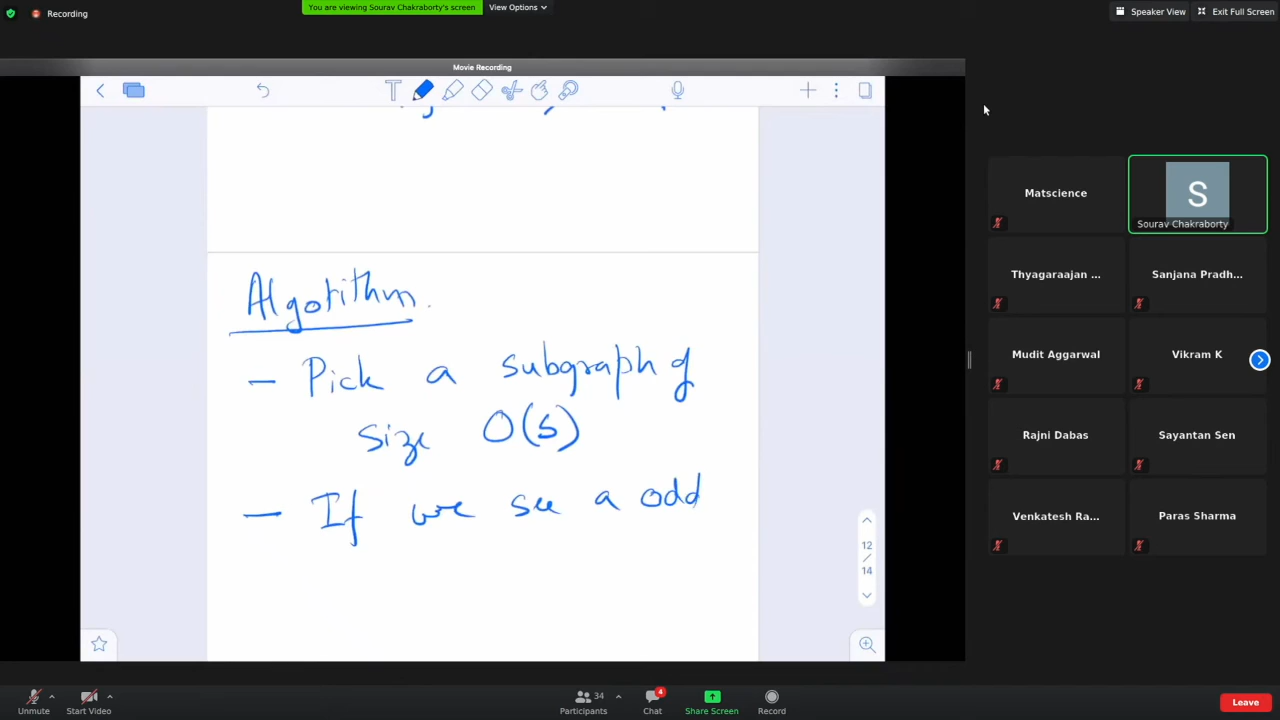 Recording
You are viewing Sourav Chakraborty's screen
View Options
Speaker View
Exit Full Screen
Movie Recording
T
Algorithm.
- Pick a subgraph of
size O(s)
- If we see a odd
12
/
14
Matscience
S
Sourav Chakraborty
Thyagaraajan ...
Sanjana Pradh...
Mudit Aggarwal
Vikram K
Rajni Dabas
Sayantan Sen
Venkatesh Ra...
Paras Sharma
Unmute
Start Video
34
Participants
4
Chat
Share Screen
Record
Leave